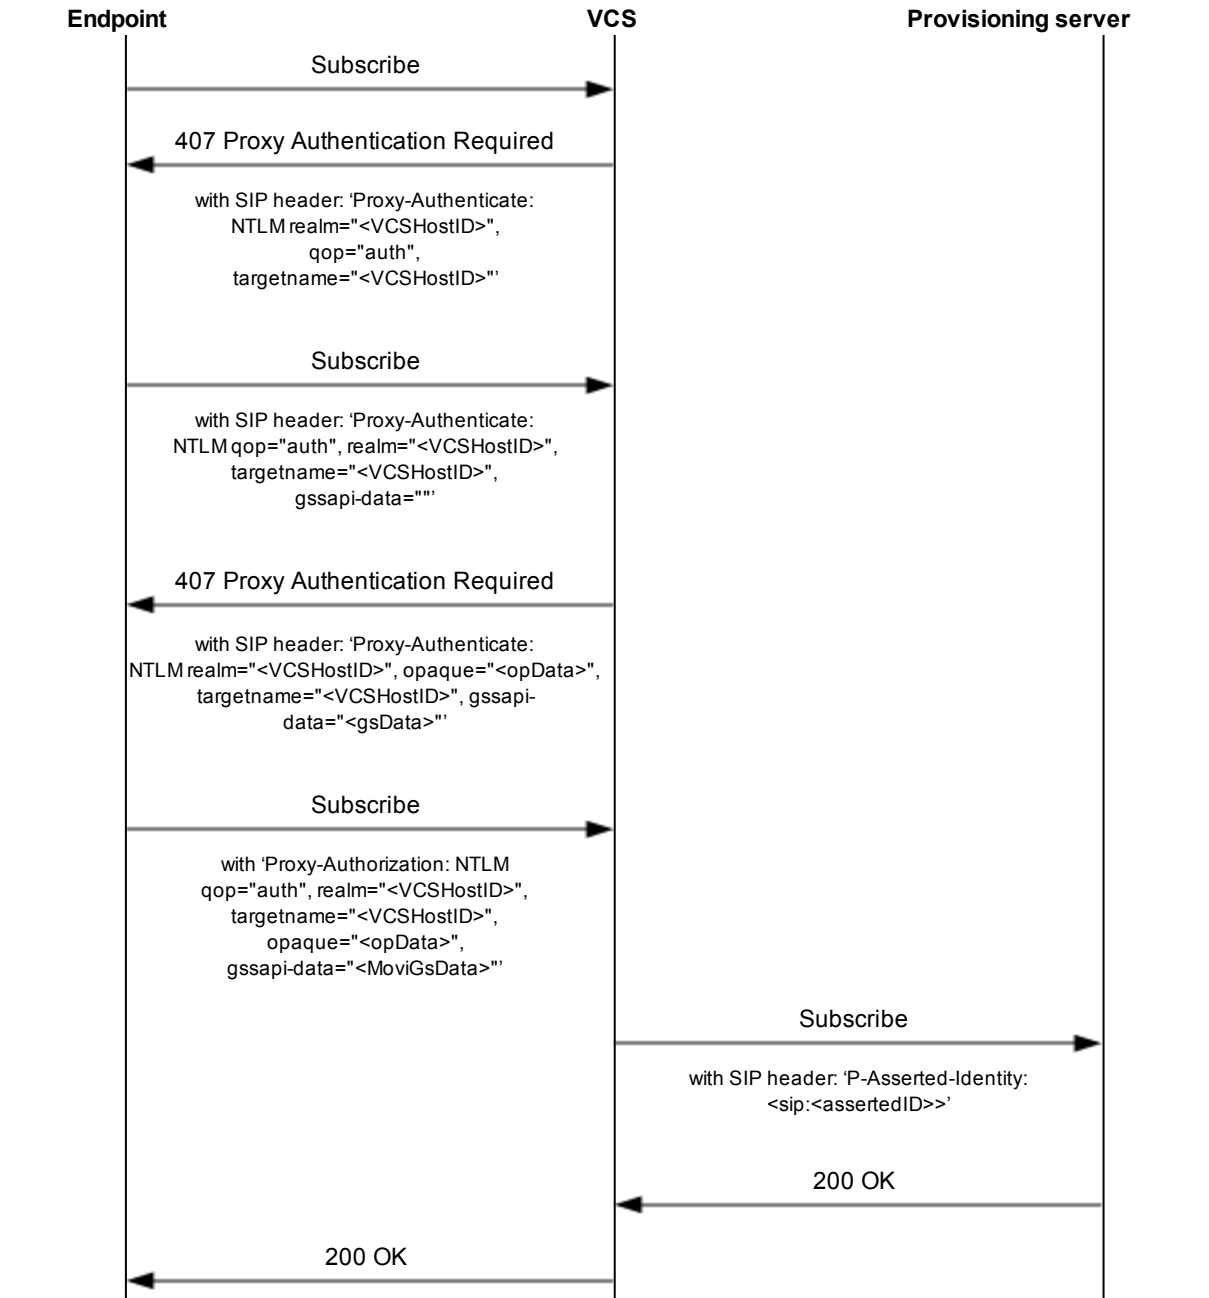 Endpoint VCS Provisioning server
Subscribe
407 Proxy Authentication Required
with SIP header: ‘Proxy-Authenticate:
NTLM realm="<VCSHostID>",
qop="auth",
targetname="<VCSHostID>"’
Subscribe
with SIP header: ‘Proxy-Authenticate:
NTLM qop="auth", realm="<VCSHostID>",
targetname="<VCSHostID>",
gssapi-data=""’
407 Proxy Authentication Required
with SIP header: ‘Proxy-Authenticate:
NTLM realm="<VCSHostID>", opaque="<opData>",
targetname="<VCSHostID>", gssapi-
data="<gsData>"’
Subscribe
with ‘Proxy-Authorization: NTLM
qop="auth", realm="<VCSHostID>",
targetname="<VCSHostID>",
opaque="<opData>",
gssapi-data="<MoviGsData>"’
Subscribe
with SIP header: ‘P-Asserted-Identity:
<sip:<assertedID>>’
200 OK
200 OK